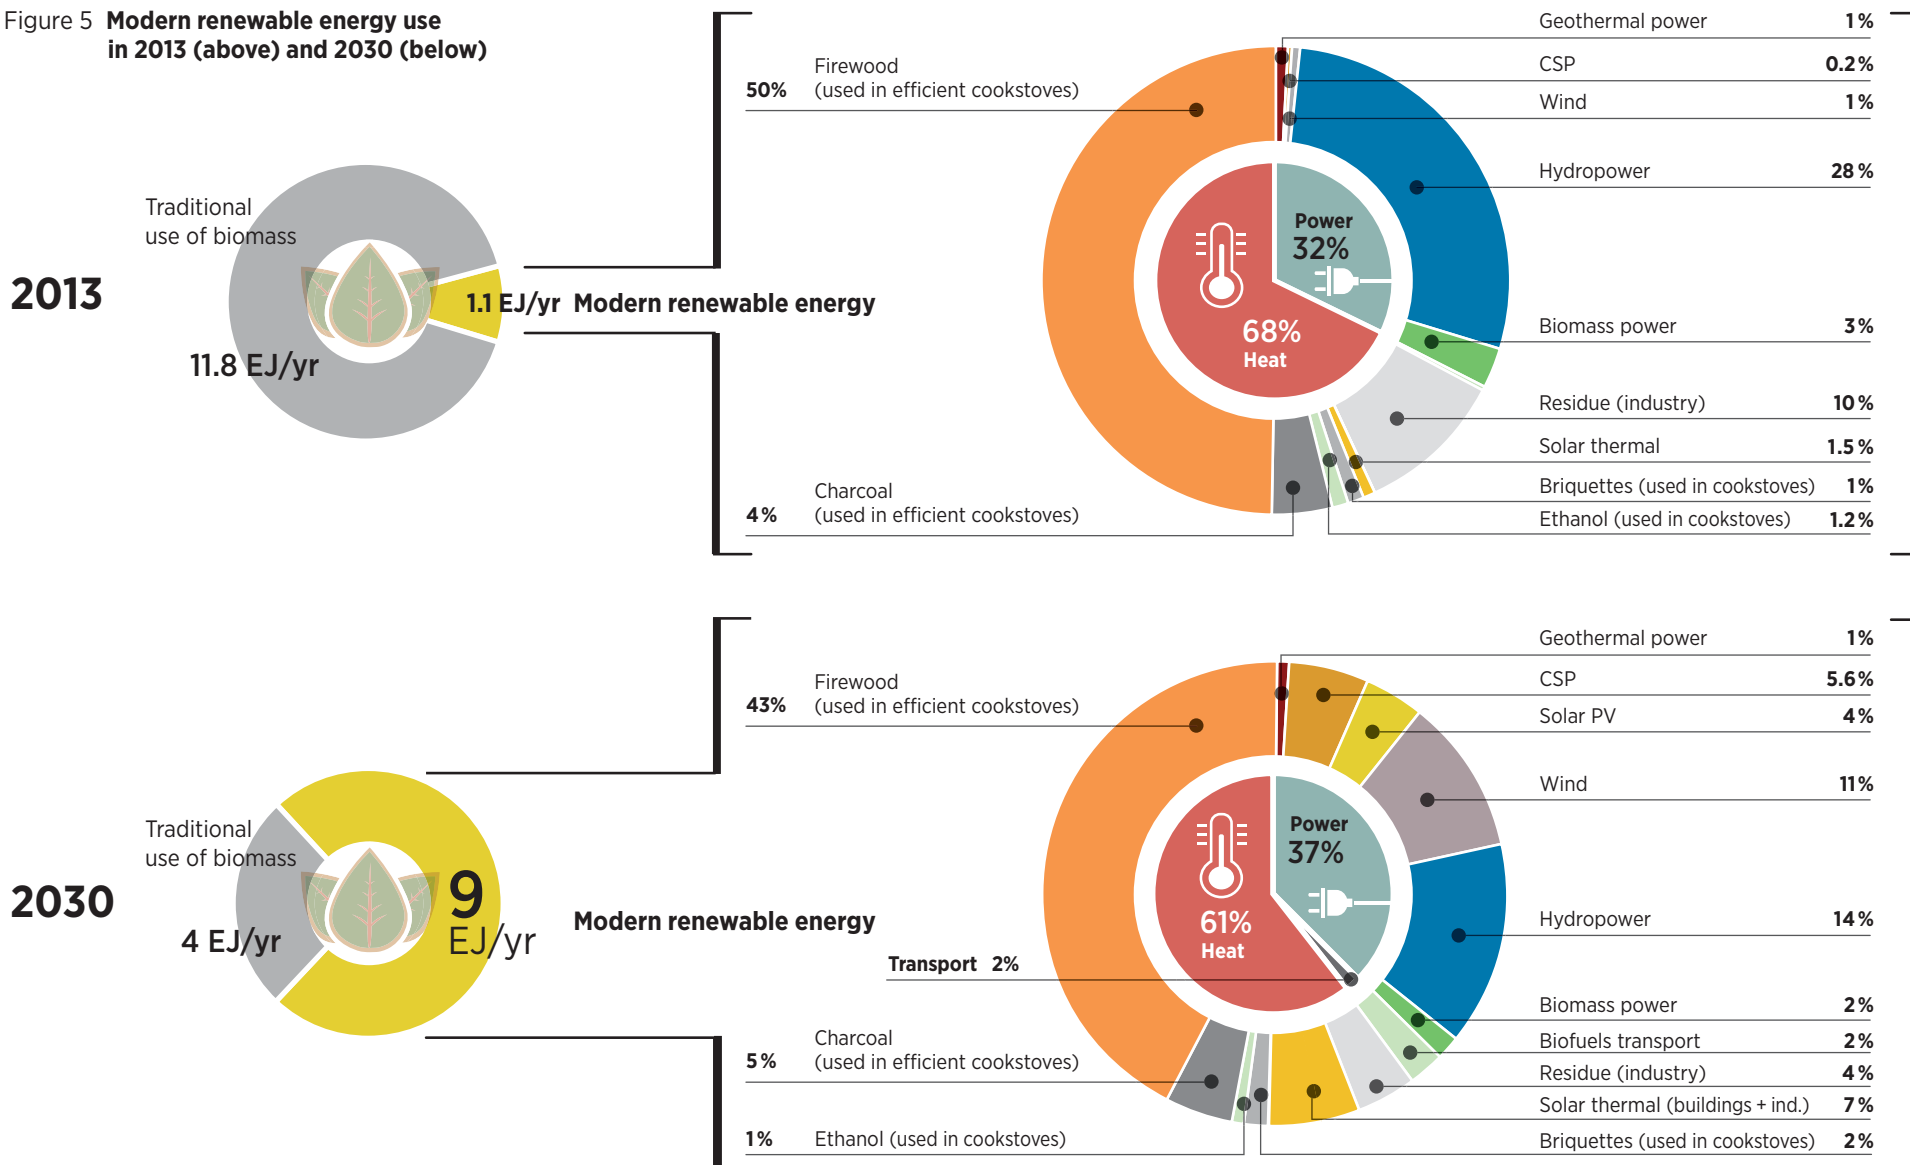 Figure 5 Modern renewable energy use
in 2013 (above) and 2030 (below)
2013
Traditional
use of biomass
11.8 EJ/yr
1.1 EJ/yr Modern renewable energy
50% Firewood
(used in efficient cookstoves)
4% Charcoal
(used in efficient cookstoves)
Power
32%
68%
Heat
Geothermal power 1%
CSP 0.2%
Wind 1%
Hydropower 28%
Biomass power 3%
Residue (industry) 10%
Solar thermal 1.5%
Briquettes (used in cookstoves) 1%
Ethanol (used in cookstoves) 1.2%
2030
Traditional
use of biomass
4 EJ/yr
9
EJ/yr
Modern renewable energy
43% Firewood
(used in efficient cookstoves)
Transport 2%
5% Charcoal
(used in efficient cookstoves)
1% Ethanol (used in cookstoves)
Power
37%
61%
Heat
Geothermal power 1%
CSP 5.6%
Solar PV 4%
Wind 11%
Hydropower 14%
Biomass power 2%
Biofuels transport 2%
Residue (industry) 4%
Solar thermal (buildings + ind.) 7%
Briquettes (used in cookstoves) 2%